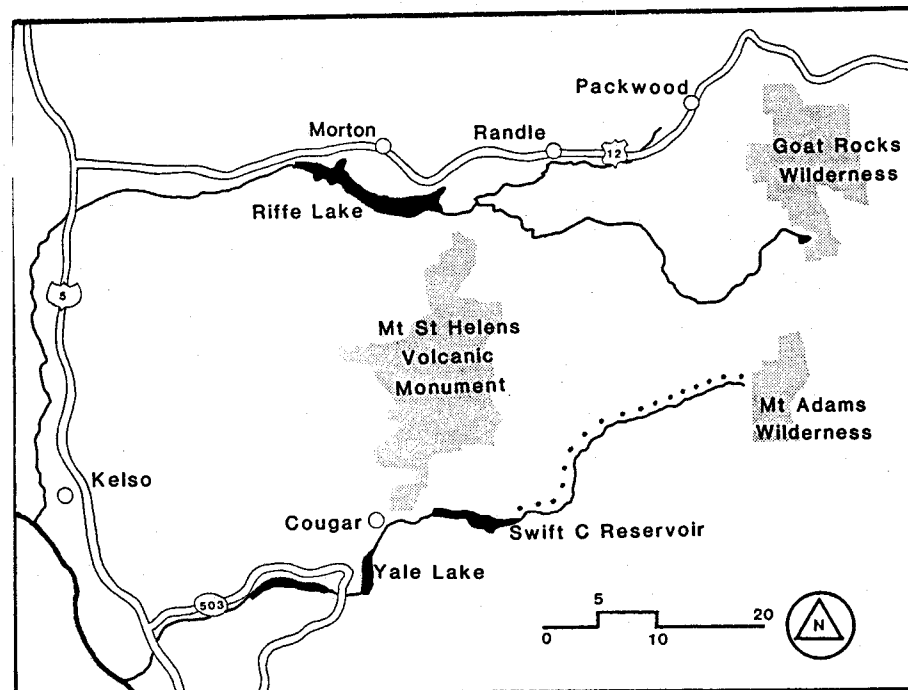 Packwood
Morton
Randle
12
Goat Rocks
Wilderness
Riffe Lake
5
Mt St Helens
Volcanic
Monument
Mt Adams
Wilderness
Kelso
Cougar
Swift C Reservoir
Yale Lake
503
5
20
0
10
N